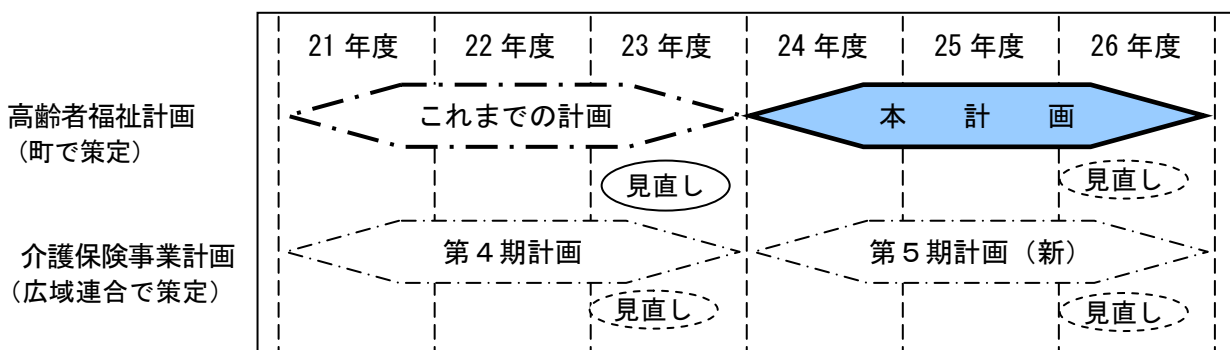 21 年度 22 年度 23 年度 24 年度 25 年度 26 年度
高齢者福祉計画
（町で策定）
これまでの計画
本 計 画
見直し
見直し
介護保険事業計画
（広域連合で策定）
第４期計画
第５期計画（新）
見直し
見直し